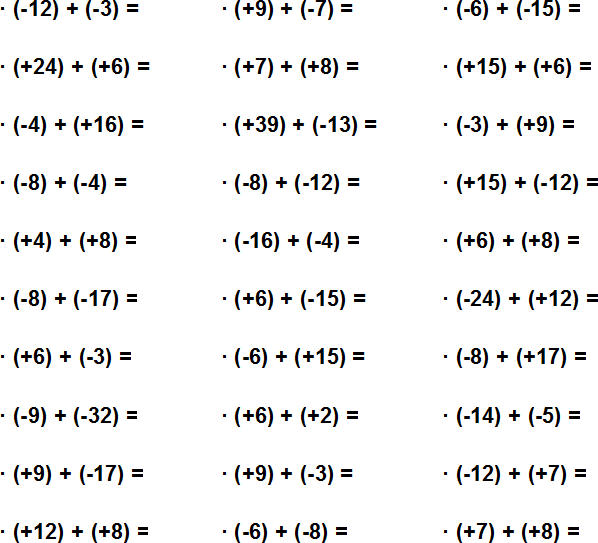 · (-12) + (-3) = · (+9) + (-7) = · (-6) + (-15) =
· (+24) + (+6) = · (+7) + (+8) = · (+15) + (+6) =
· (-4) + (+16) = · (+39) + (-13) = · (-3) + (+9) =
· (-8) + (-4) = · (-8) + (-12) = · (+15) + (-12) =
· (+4) + (+8) = · (-16) + (-4) = · (+6) + (+8) =
· (-8) + (-17) = · (+6) + (-15) = · (-24) + (+12) =
· (+6) + (-3) = · (-6) + (+15) = · (-8) + (+17) =
· (-9) + (-32) = · (+6) + (+2) = · (-14) + (-5) =
· (+9) + (-17) = · (+9) + (-3) = · (-12) + (+7) =
· (+12) + (+8) = · (-6) + (-8) = · (+7) + (+8) =